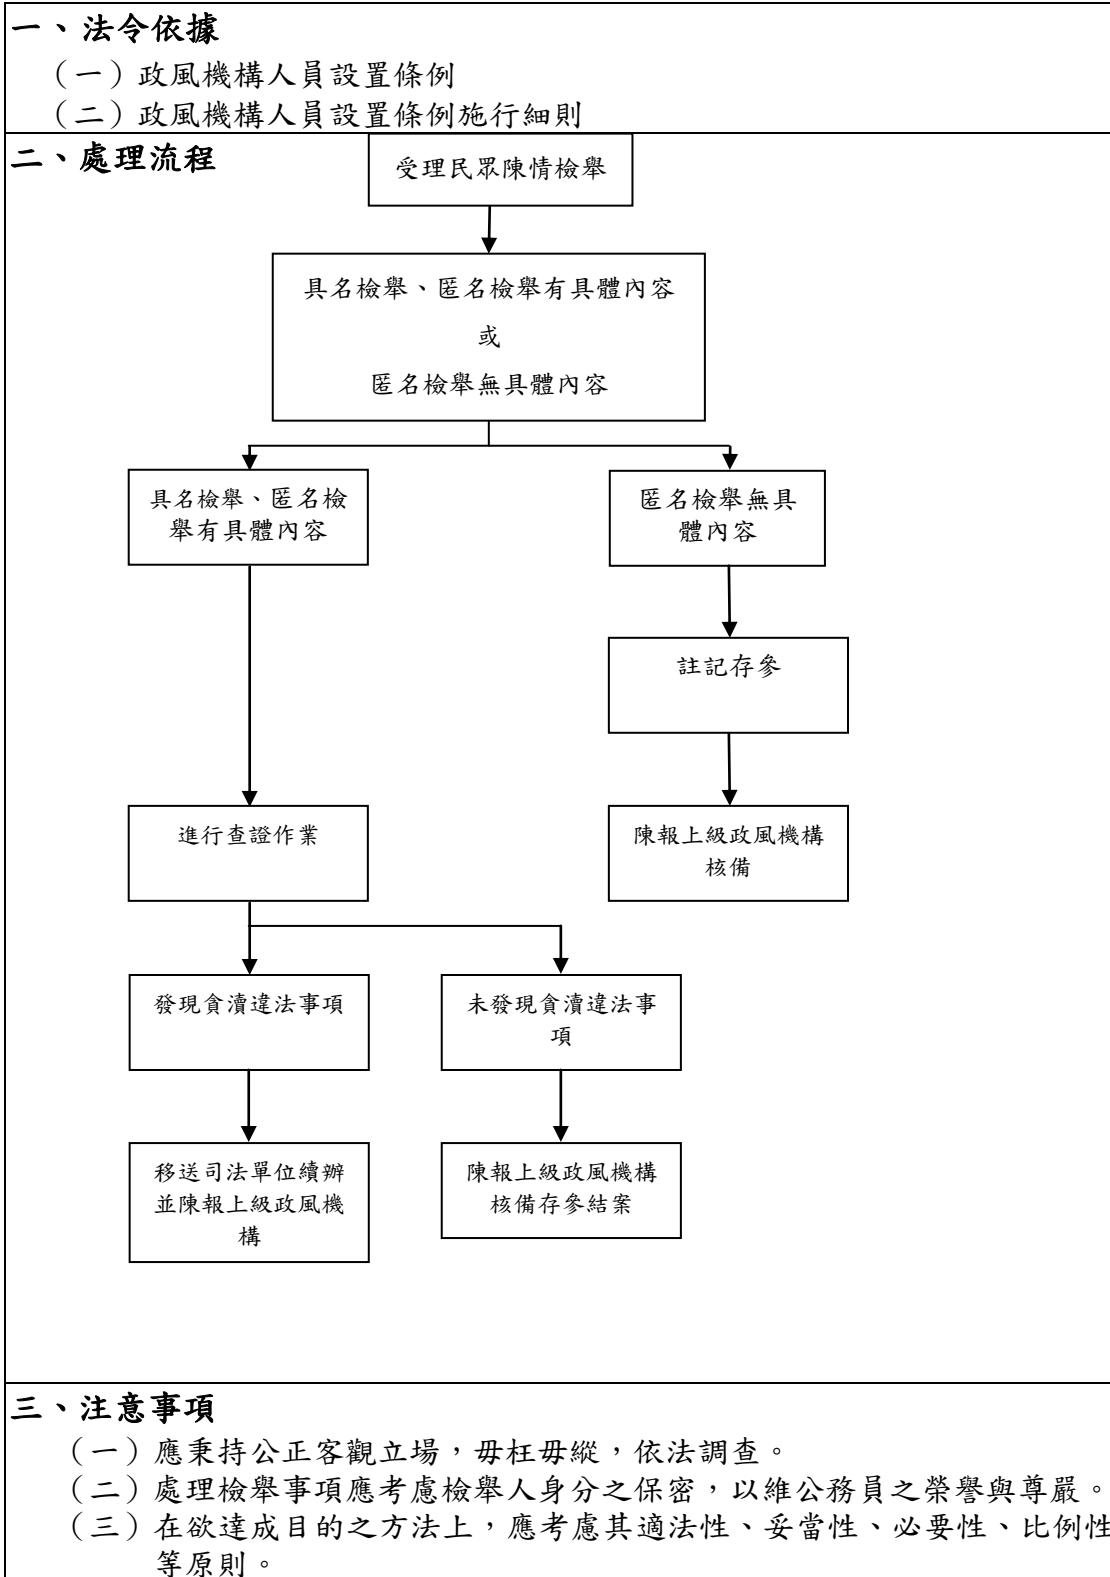 一、法令依據
（一）政風機構人員設置條例
（二）政風機構人員設置條例施行細則
二、處理流程
受理民眾陳情檢舉
具名檢舉、匿名檢舉有具體內容
或
匿名檢舉無具體內容
具名檢舉、匿名檢
舉有具體內容
匿名檢舉無具
體內容
註記存參
進行查證作業
陳報上級政風機構
核備
發現貪瀆違法事項
未發現貪瀆違法事
項
移送司法單位續辦
並陳報上級政風機
構
陳報上級政風機構
核備存參結案
三、注意事項
（一）應秉持公正客觀立場，毋枉毋縱，依法調查。
（二）處理檢舉事項應考慮檢舉人身分之保密，以維公務員之榮譽與尊嚴。
（三）在欲達成目的之方法上，應考慮其適法性、妥當性、必要性、比例性
等原則。